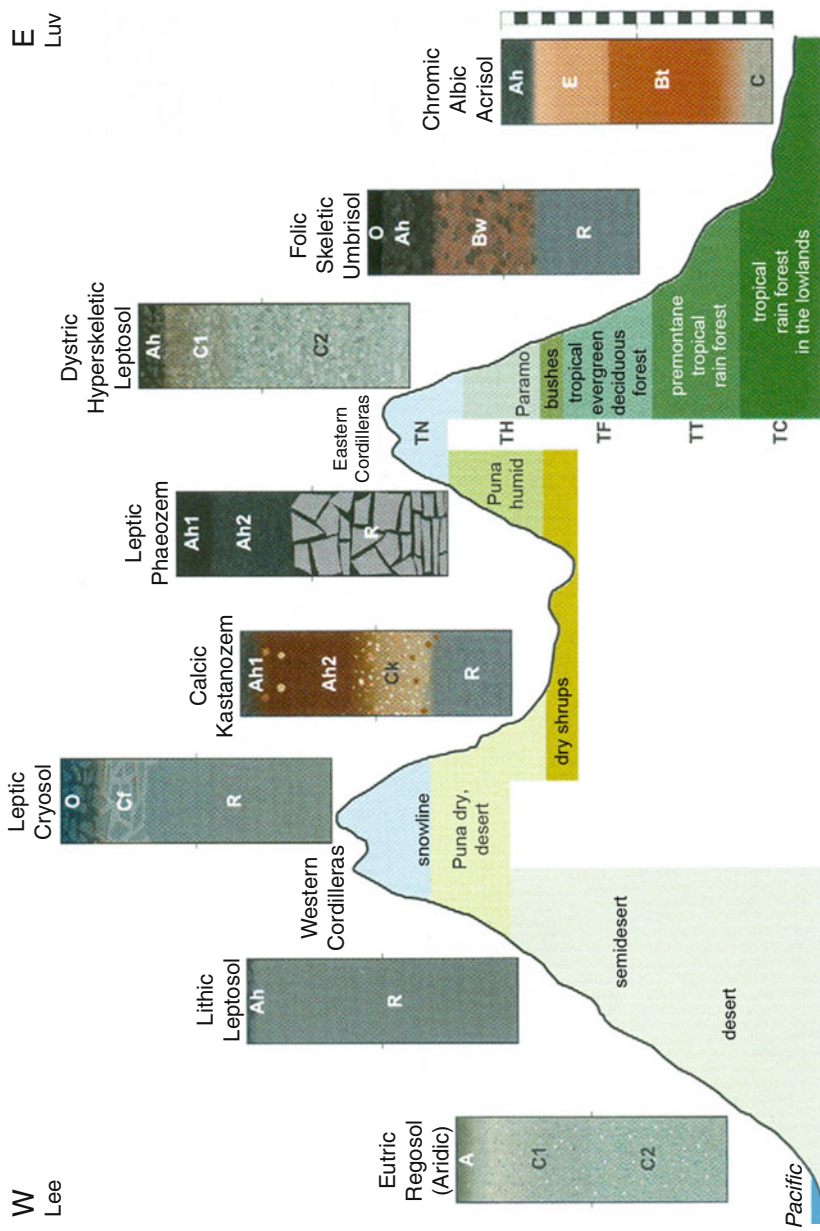 W
Lee
E
Luv
Eutric
Regosol
(Aridic)
A
C1
C2
Lithic
Leptosol
Ah
R
Leptic
Cryosol
O
Cf
R
Calcic
Kastanozem
Ah1
Ah2
Ck
R
Leptic
Phaeozem
Ah1
Ah2
R
Dystric
Hyperskeletic
Leptosol
Ah
C1
C2
Folic
Skeletic
Umbrisol
O
Ah
Bw
R
Chromic
Albic
Acrisol
Ah
E
Bt
C
Western
Cordilleras
Eastern
Cordilleras
snowline
Puna dry,
desert
semidesert
desert
Pacific
dry shrups
Puna
humid
TN
TH
TF
TT
TC
Paramo
bushes
tropical
evergreen
deciduous
forest
premontane
tropical
rain forest
tropical
rain forest
in the lowlands